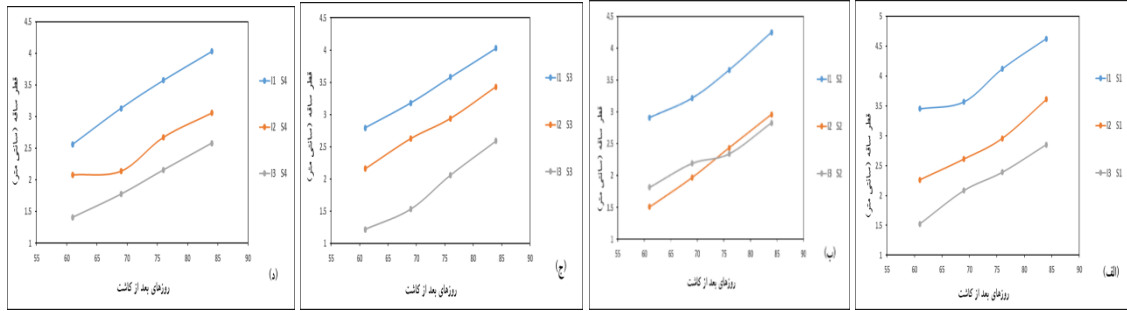 5
4.5
4
3.5
3
2.5
2
1.5
1
55 60 65 70 75 80 85 90
قطر ساقه (سانتی متر)
روزهای بعد از کاشت
I1 S1
I2 S1
I3 S1
(الف)
4.5
4
3.5
3
2.5
2
1.5
1
55 60 65 70 75 80 85 90
قطر ساقه (سانتی متر)
روزهای بعد از کاشت
I1 S2
I2 S2
I3 S2
(ب)
4.5
4
3.5
3
2.5
2
1.5
1
55 60 65 70 75 80 85 90
قطر ساقه (سانتی متر)
روزهای بعد از کاشت
I1 S3
I2 S3
I3 S3
(ج)
4.5
4
3.5
3
2.5
2
1.5
1
55 60 65 70 75 80 85 90
قطر ساقه (سانتی متر)
روزهای بعد از کاشت
I1 S4
I2 S4
I3 S4
(د)